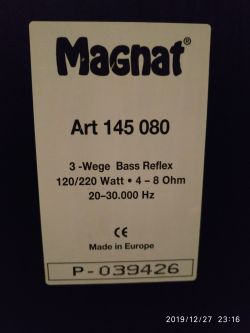 Magnat®
Art 145 080
3 -Wege Bass Reflex
120/220 Watt • 4 – 8 Ohm
20–30.000 Hz
CE
Made in Europe
P-039426
2019/12/27 23:16